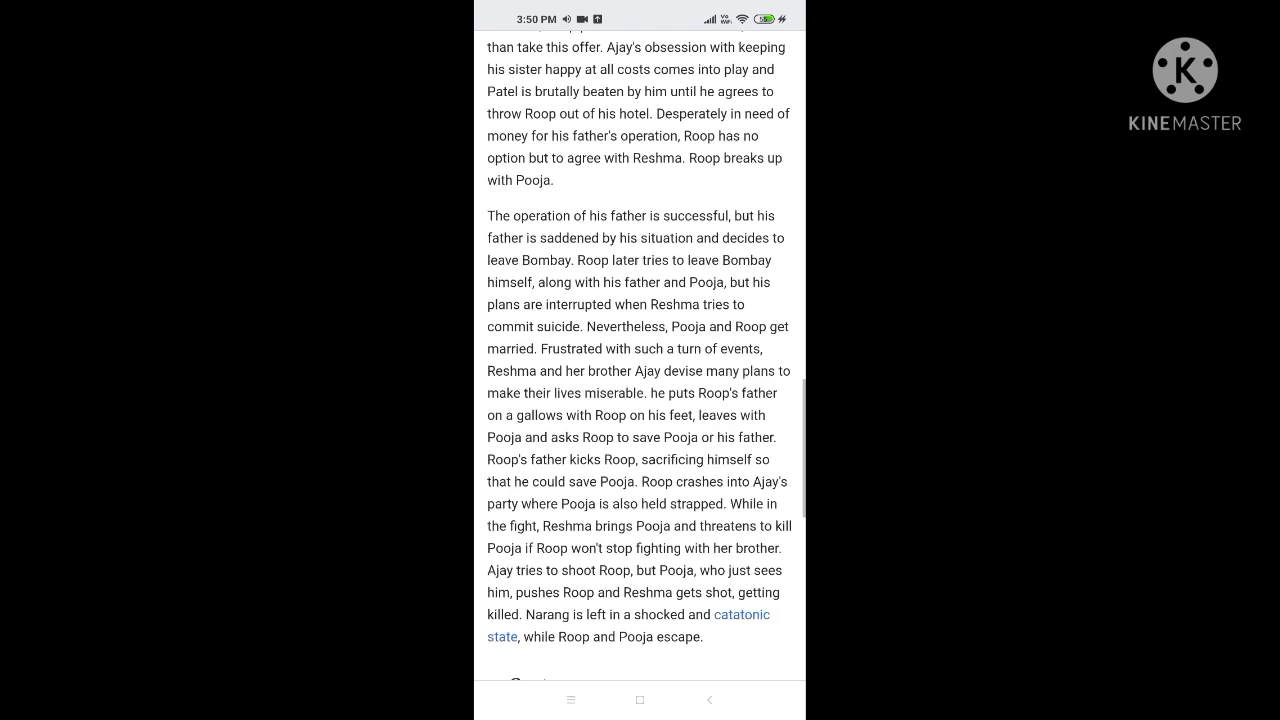 3:50 PM
Vo
WiFi
56
K
KINEMASTER
than take this offer. Ajay's obsession with keeping
his sister happy at all costs comes into play and
Patel is brutally beaten by him until he agrees to
throw Roop out of his hotel. Desperately in need of
money for his father's operation, Roop has no
option but to agree with Reshma. Roop breaks up
with Pooja.
The operation of his father is successful, but his
father is saddened by his situation and decides to
leave Bombay. Roop later tries to leave Bombay
himself, along with his father and Pooja, but his
plans are interrupted when Reshma tries to
commit suicide. Nevertheless, Pooja and Roop get
married. Frustrated with such a turn of events,
Reshma and her brother Ajay devise many plans to
make their lives miserable. he puts Roop's father
on a gallows with Roop on his feet, leaves with
Pooja and asks Roop to save Pooja or his father.
Roop's father kicks Roop, sacrificing himself so
that he could save Pooja. Roop crashes into Ajay's
party where Pooja is also held strapped. While in
the fight, Reshma brings Pooja and threatens to kill
Pooja if Roop won't stop fighting with her brother.
Ajay tries to shoot Roop, but Pooja, who just sees
him, pushes Roop and Reshma gets shot, getting
killed. Narang is left in a shocked and catatonic
state, while Roop and Pooja escape.